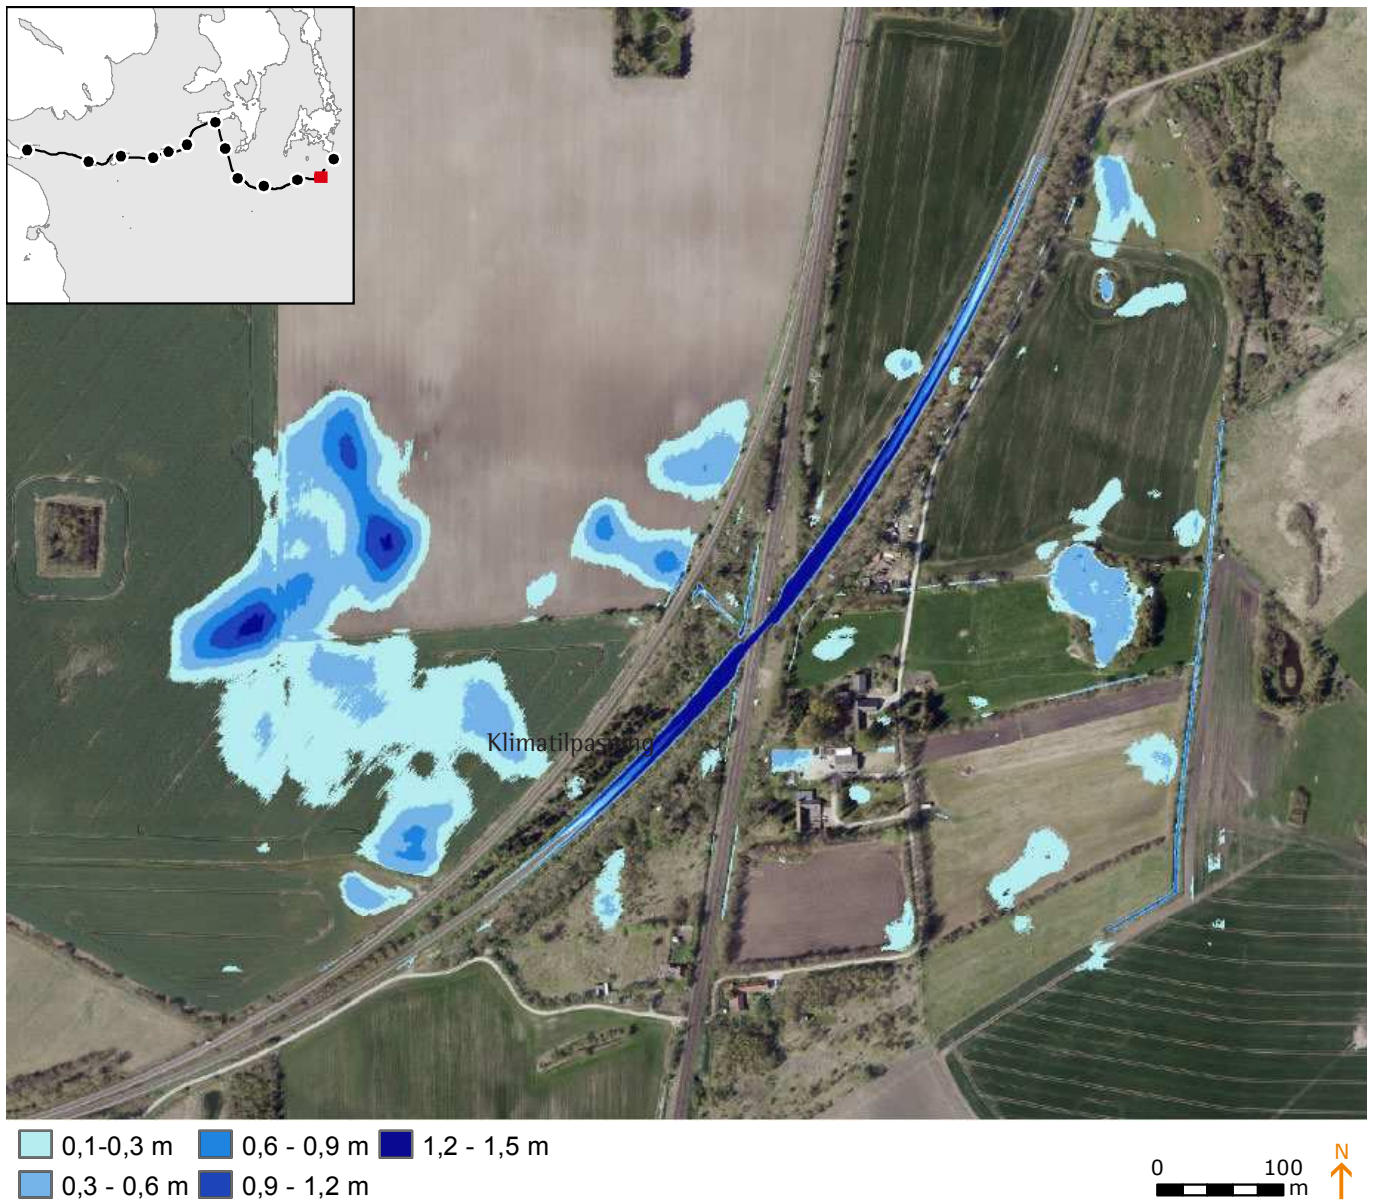 Klimatilpasning
0,1-0,3 m
0,6 - 0,9 m
1,2 - 1,5 m
0,3 - 0,6 m
0,9 - 1,2 m
0 100
m
N